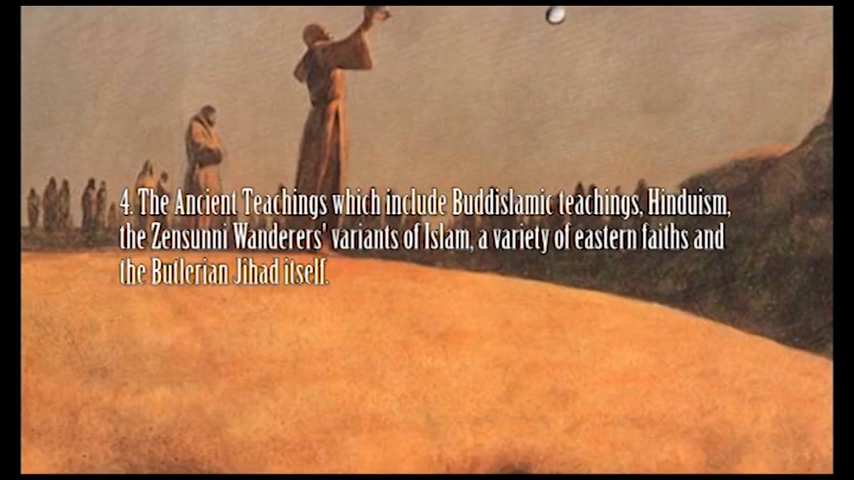 4. The Ancient Teachings which include Buddislamic teachings, Hinduism,
the Zensunni Wanderers' variants of Islam, a variety of eastern faiths and
the Butlerian Jihad itself.